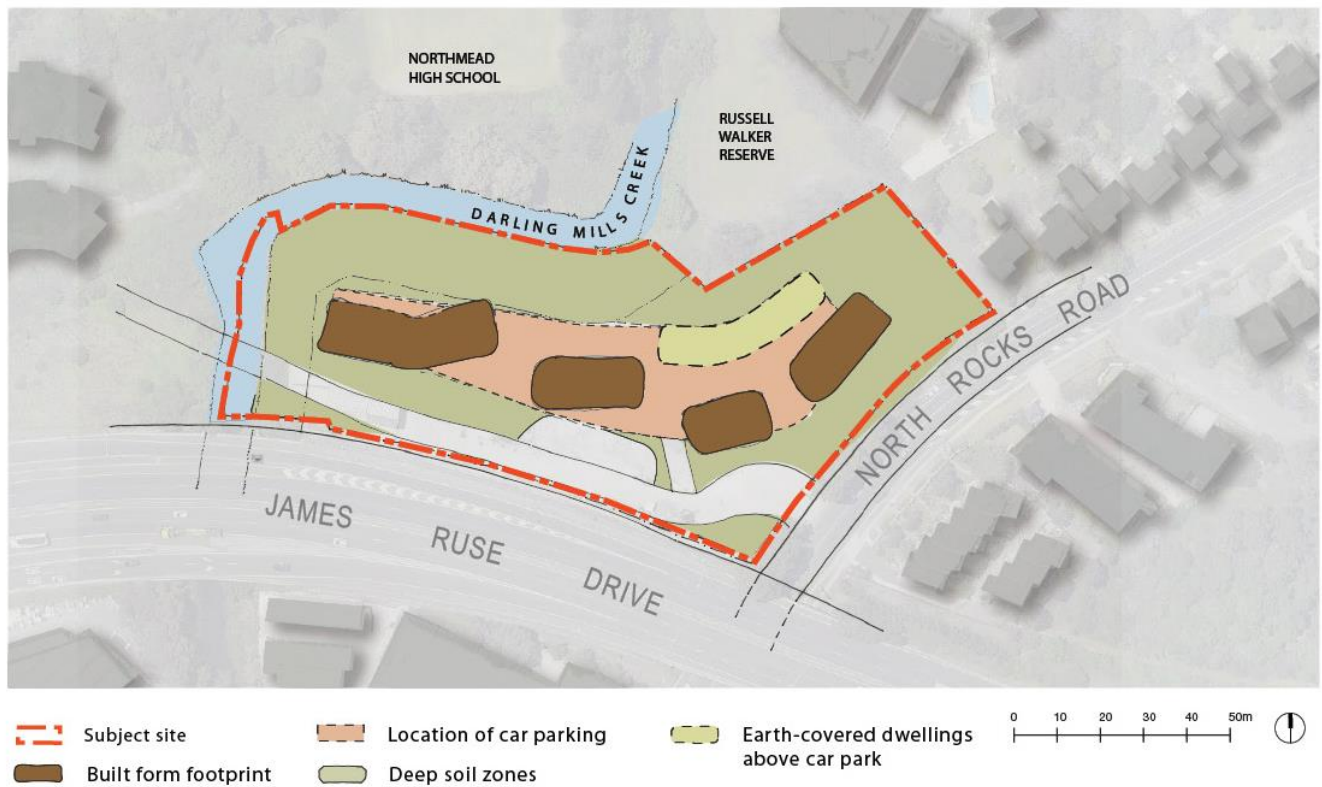 NORTHMEAD
HIGH SCHOOL
RUSSELL
WALKER
RESERVE
DARLING MILLS CREEK
NORTH ROCKS ROAD
JAMES RUSE DRIVE
Subject site
Built form footprint
Location of car parking
Deep soil zones
Earth-covered dwellings
above car park
0 10 20 30 40 50m